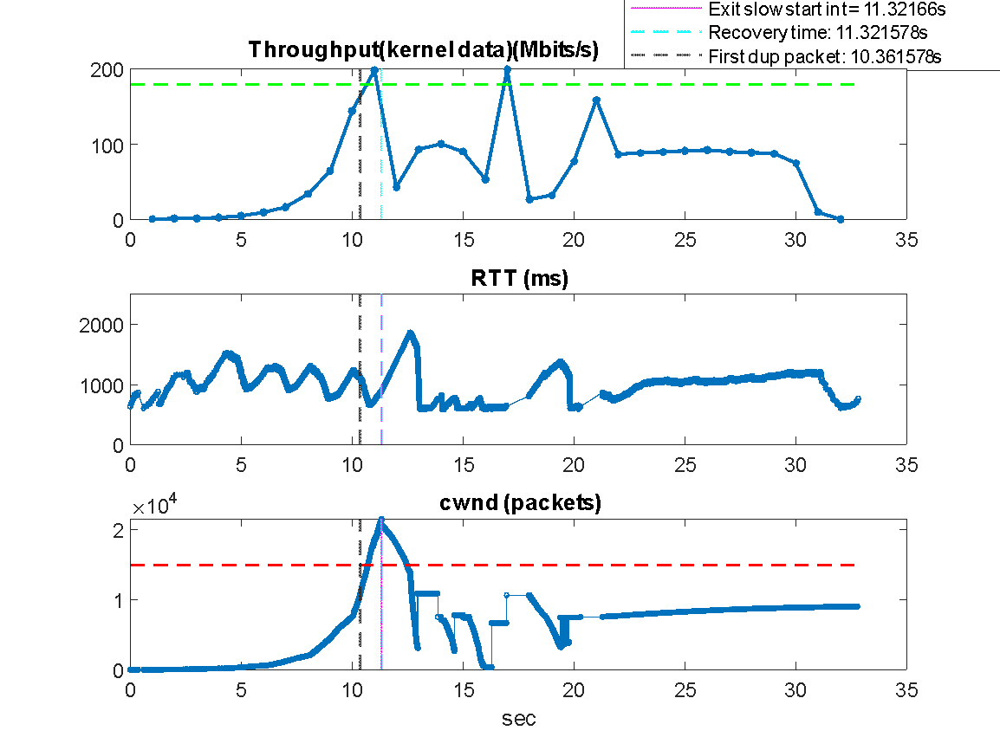 Exit slow start int = 11.32166s
Recovery time: 11.321578s
First dup packet: 10.361578s
Throughput(kernel data)(Mbits/s)
200
100
0
0 5 10 15 20 25 30 35
RTT (ms)
2000
1000
0
0 5 10 15 20 25 30 35
×10^4
cwnd (packets)
2
1
0
0 5 10 15 20 25 30 35
sec